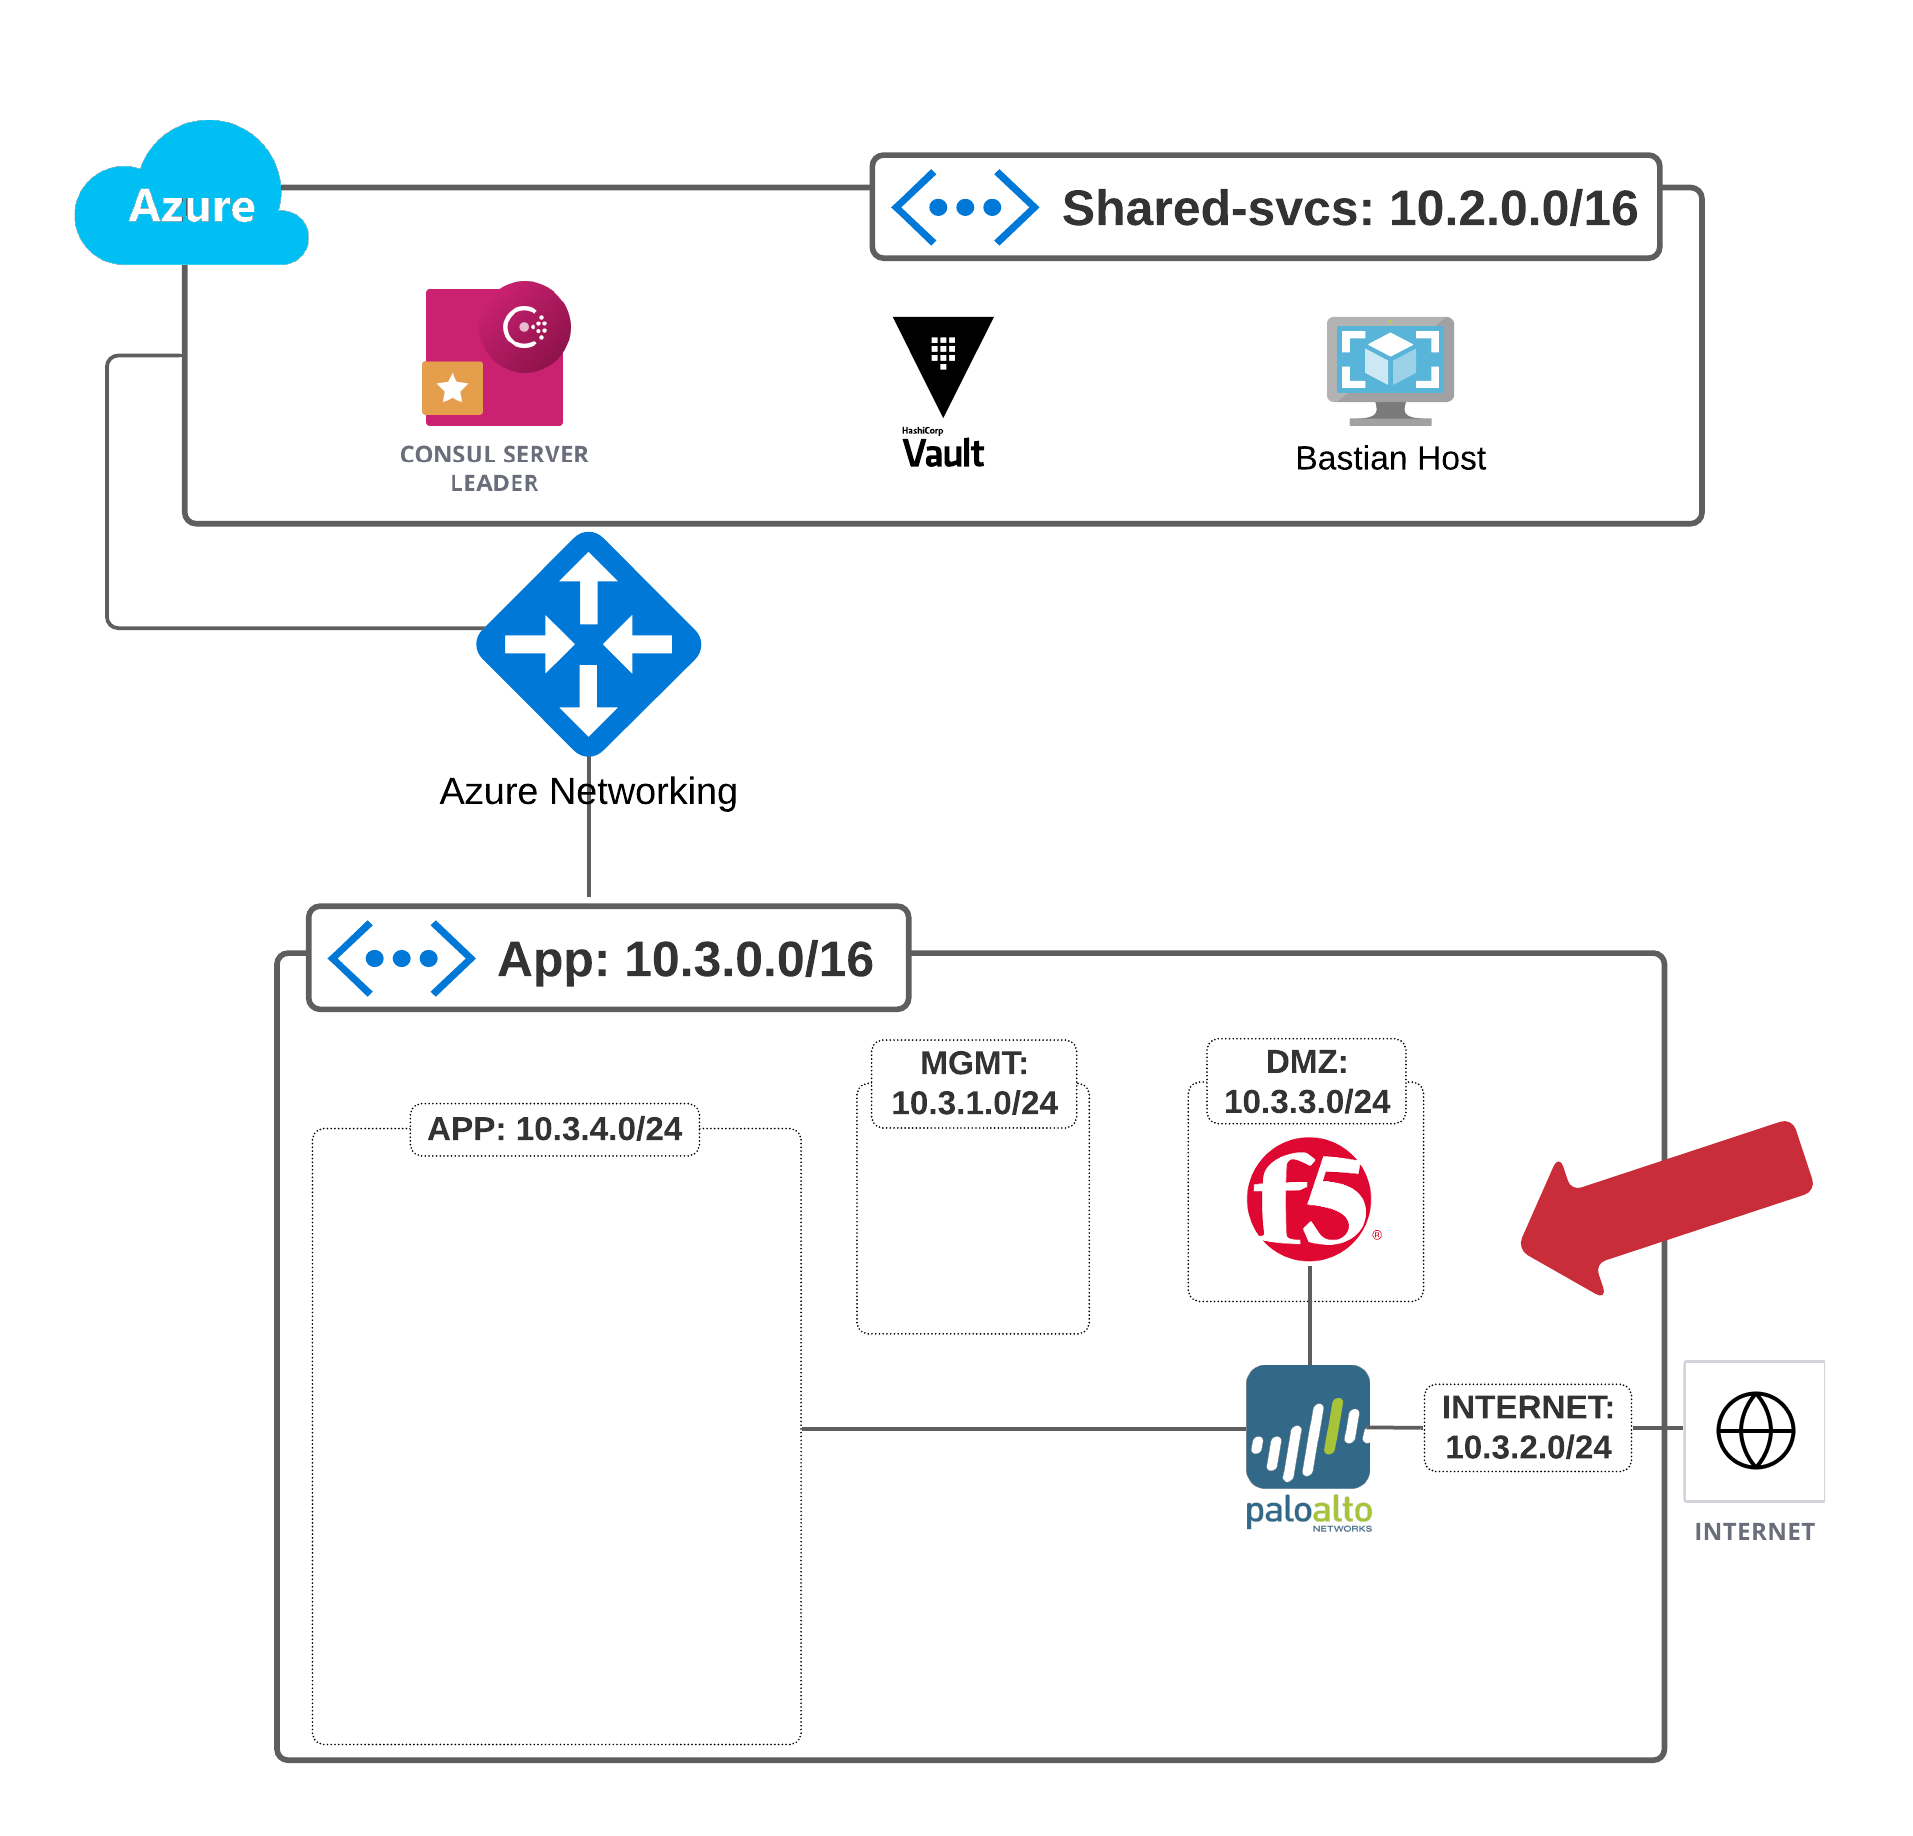 Azure
Shared-svcs: 10.2.0.0/16
CONSUL SERVER
LEADER
HashiCorp
Vault
Bastian Host
Azure Networking
App: 10.3.0.0/16
MGMT:
10.3.1.0/24
DMZ:
10.3.3.0/24
APP: 10.3.4.0/24
f5®
INTERNET:
10.3.2.0/24
paloalto
NETWORKS
INTERNET